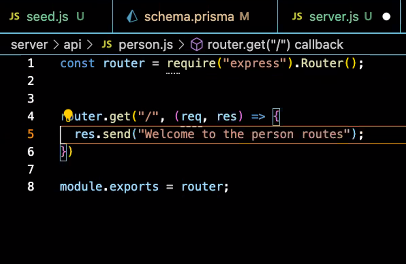 JS seed.js U schema.prisma M JS server.js U
server > api > JS person.js > router.get("/") callback
1 const router = require("express").Router();
2
3
4 router.get("/", (req, res) => {
5 res.send("Welcome to the person routes");
6 })
7
8 module.exports = router;